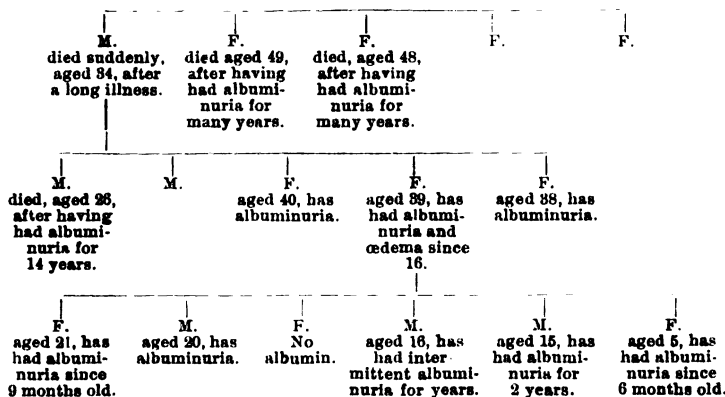 M.
died suddenly,
aged 34, after
a long illness.
F.
died aged 49,
after having
had albumi-
nuria for
many years.
F.
died, aged 48,
after having
had albumi-
nuria for
many years.
F.
F.
M.
died, aged 26,
after having
had albumi-
nuria for
14 years.
M.
F.
aged 40, has
albuminuria.
F.
aged 39, has
had albumi-
nuria and
œdema since
16.
F.
aged 38, has
albuminuria.
F.
aged 21, has
had albumi-
nuria since
9 months old.
M.
aged 20, has
albuminuria.
F.
No
albumin.
M.
aged 16, has
had inter-
mittent albumi-
nuria for years.
M.
aged 15, has
had albumi-
nuria for
2 years.
F.
aged 5, has
had albumi-
nuria since
6 months old.